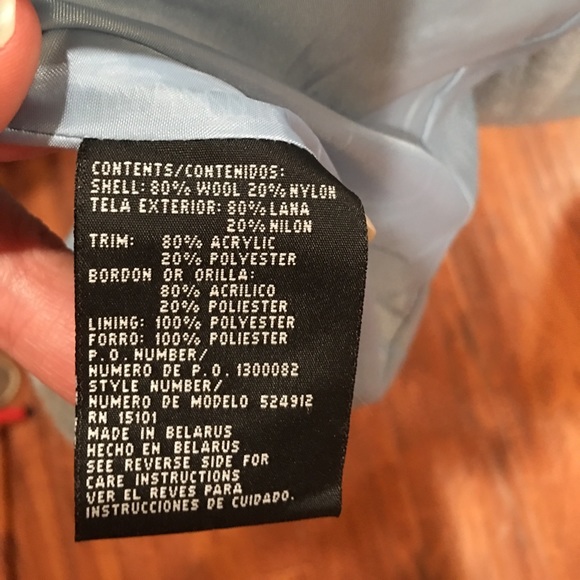 CONTENTS/CONTENIDOS:
SHELL: 80% WOOL 20% NYLON
TELA EXTERIOR: 80% LANA
20% NILON
TRIM: 80% ACRYLIC
20% POLYESTER
BORDON OR ORILLA:
80% ACRILICO
20% POLIESTER
LINING: 100% POLYESTER
FORRO: 100% POLYESTER
P.O. NUMBER/
NUMERO DE P.O. 1300082
STYLE NUMBER/
NUMERO DE MODELO 524912
RN 15101
MADE IN BELARUS
HECHO EN BELARUS
SEE REVERSE SIDE FOR
CARE INSTRUCTIONS
VER EL REVES PARA
INSTRUCCIONES DE CUIDADO.